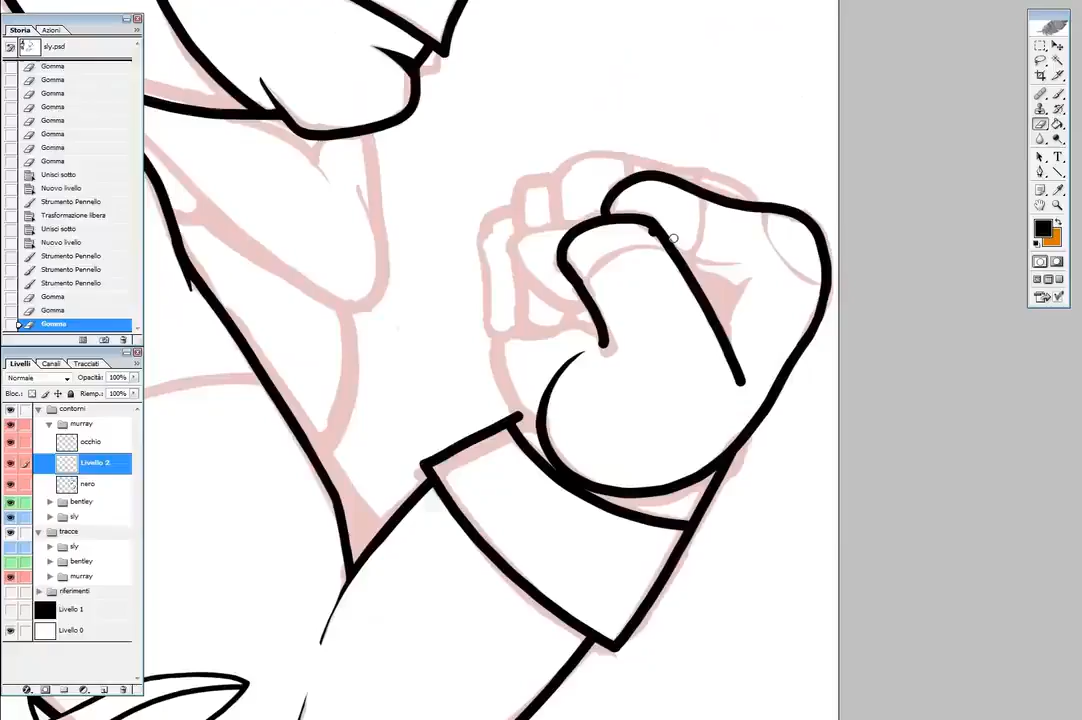 Storia Azioni
sly.psd
Gomma
Gomma
Gomma
Gomma
Gomma
Gomma
Gomma
Gomma
Unisci sotto
Nuovo livello
Strumento Pennello
Trasformazione libera
Unisci sotto
Nuovo livello
Strumento Pennello
Strumento Pennello
Strumento Pennello
Gomma
Gomma
Gomma
Livelli Canali Tracciati
Normale Opacità: 100%
Bloc.: Riemp.: 100%
contorni
murray
occhio
Livello 2
nero
bentley
sly
tracce
sly
bentley
murray
riferimenti
Livello 1
Livello 0
T